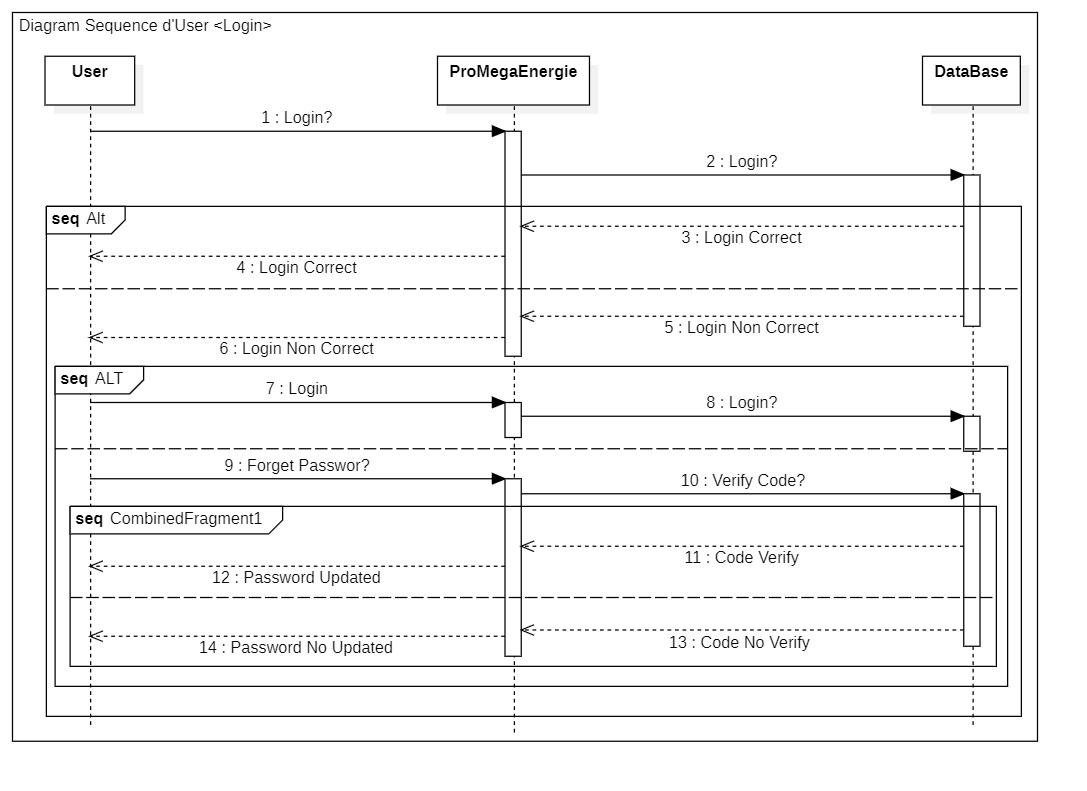 Diagram Sequence d'User <Login>
User
ProMegaEnergie
DataBase
1 : Login?
2 : Login?
seq Alt
3 : Login Correct
4 : Login Correct
5 : Login Non Correct
6 : Login Non Correct
seq ALT
7 : Login
8 : Login?
9 : Forget Passwor?
10 : Verify Code?
seq CombinedFragment1
11 : Code Verify
12 : Password Updated
13 : Code No Verify
14 : Password No Updated